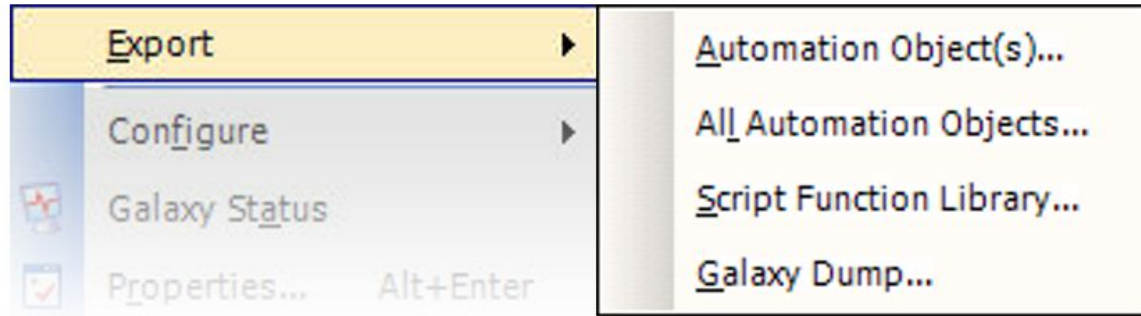 Export
Configure
Galaxy Status
Properties... Alt+Enter
Automation Object(s)...
All Automation Objects...
Script Function Library...
Galaxy Dump...